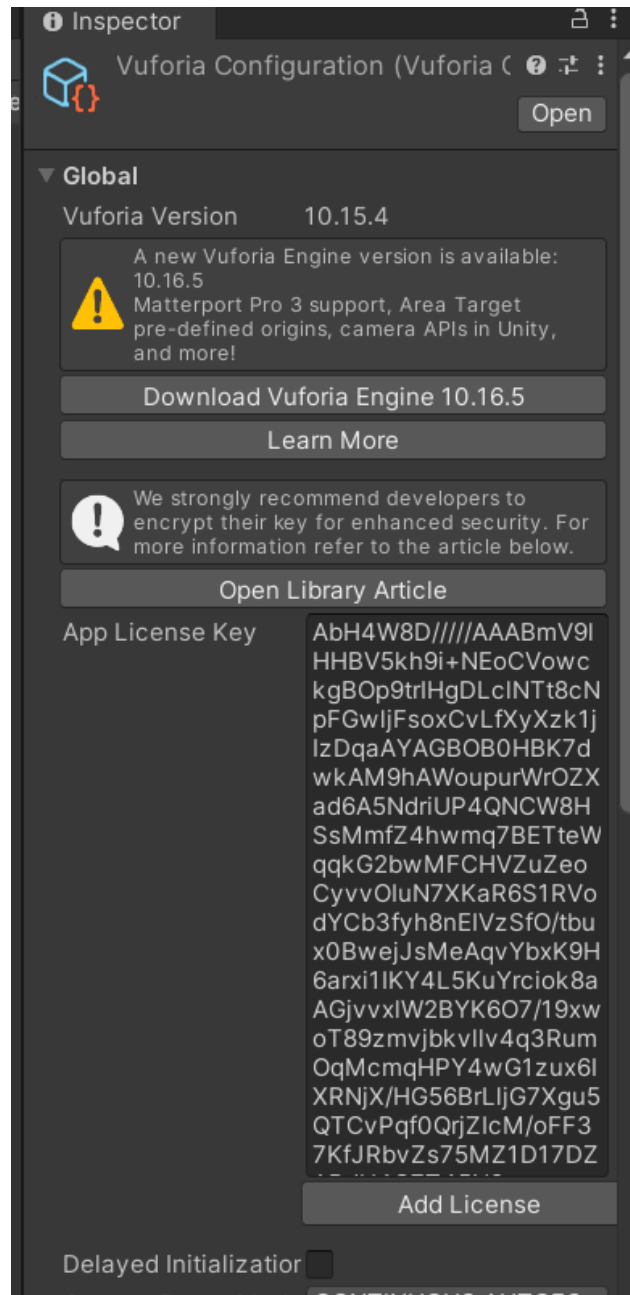 Inspector
Vuforia Configuration (Vuforia C
Open
Global
Vuforia Version 10.15.4
A new Vuforia Engine version is available:
10.16.5
Matterport Pro 3 support, Area Target
pre-defined origins, camera APIs in Unity,
and more!
Download Vuforia Engine 10.16.5
Learn More
We strongly recommend developers to
encrypt their key for enhanced security. For
more information refer to the article below.
Open Library Article
App License Key
AbH4W8D/////AAABmV9I
HHBV5kh9i+NEoCVowc
kgBOp9trIHgDLcINTt8cN
pFGwIjFsoxCvLfXyXzk1j
IzDqaAYAGBOB0HBK7d
wkAM9hAWoupurWrOZX
ad6A5NdriUP4QNCW8H
SsMmfZ4hwmq7BETteW
qqkG2bwMFCHVZuZeo
CyvvOIuN7XKaR6S1RVo
dYCb3fyh8nEIVzSfO/tbu
x0BwejJsMeAqvYbxK9H
6arxi1IKY4L5KuYrciok8a
AGjvvxIW2BYK6O7/19xw
oT89zmvjbkvIIv4q3Rum
OqMcmqHPY4wG1zux6I
XRNjX/HG56BrLIjG7Xgu5
QTCvPqf0QrjZIcM/oFF3
7KfJRbvZs75MZ1D17DZ
Add License
Delayed Initialization